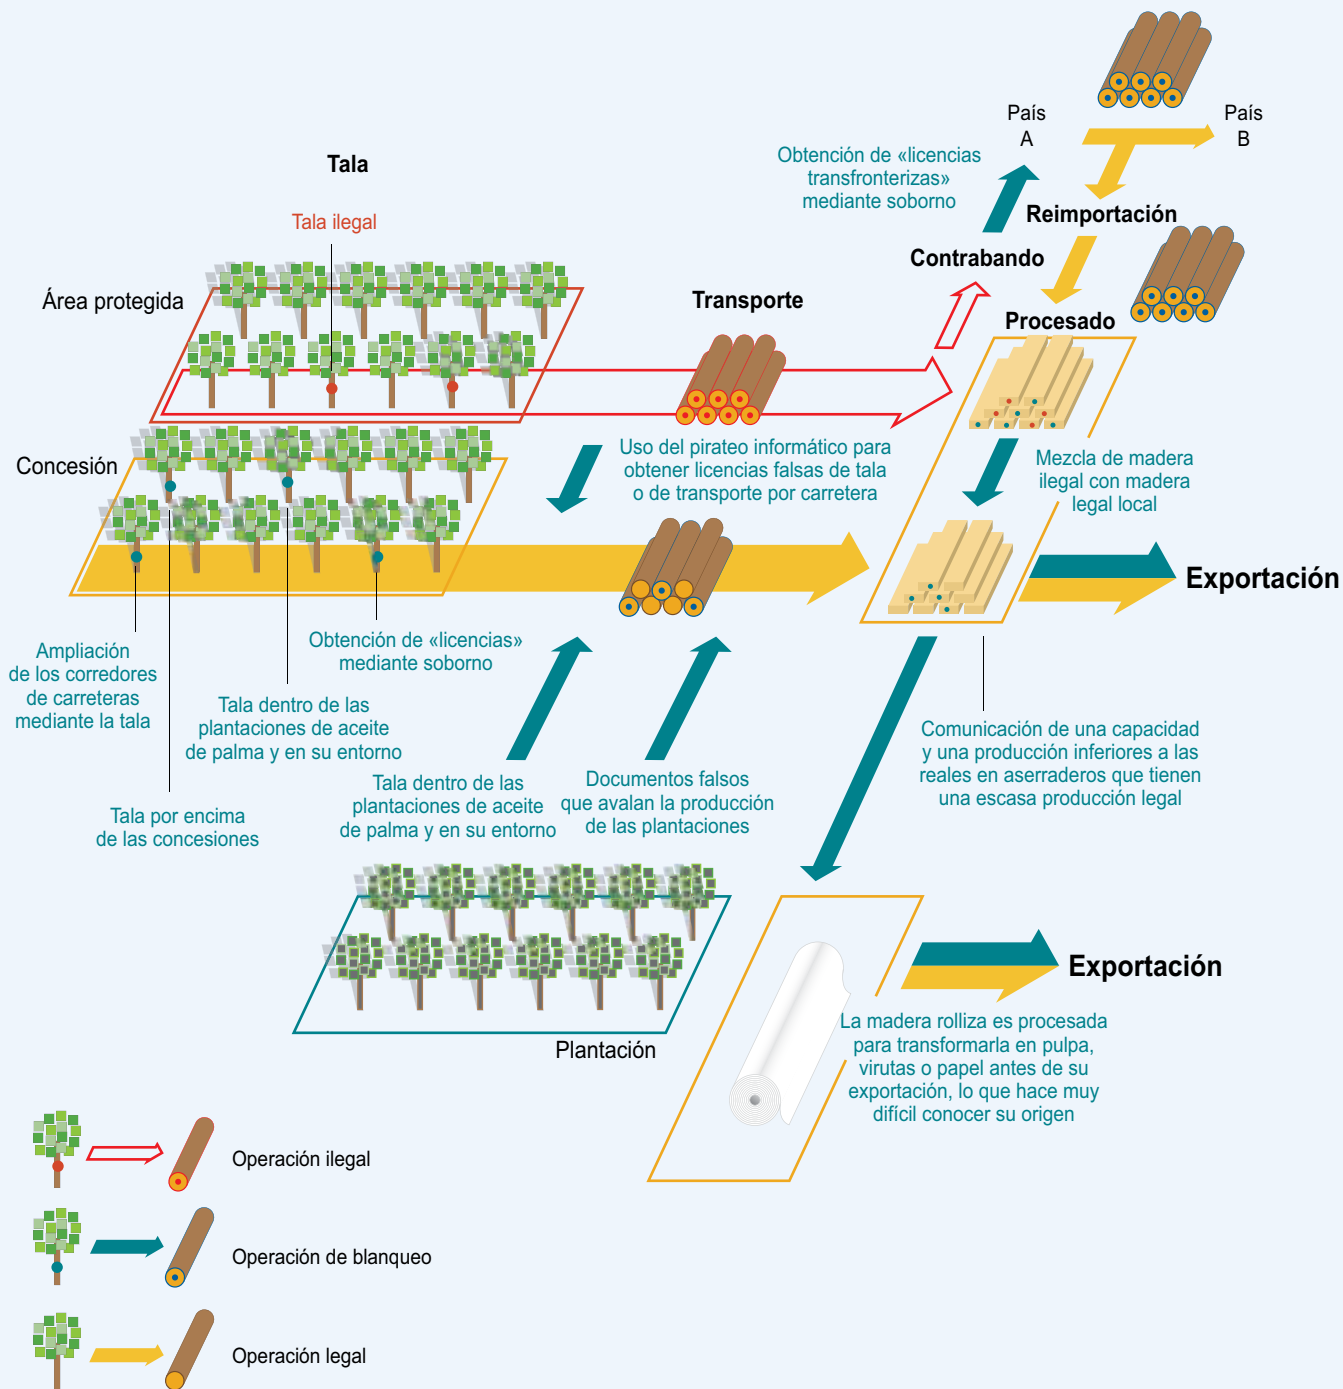 País
A
País
B
Obtención de «licencias
transfronterizas»
mediante soborno
Tala
Tala ilegal
Reimportación
Contrabando
Área protegida
Transporte
Procesado
Uso del pirateo informático para
obtener licencias falsas de tala
o de transporte por carretera
Mezcla de madera
ilegal con madera
legal local
Concesión
Exportación
Ampliación
de los corredores
de carreteras
mediante la tala
Obtención de «licencias»
mediante soborno
Tala dentro de las
plantaciones de aceite
de palma y en su entorno
Tala por encima
de las concesiones
Tala dentro de las
plantaciones de aceite
de palma y en su entorno
Documentos falsos
que avalan la producción
de las plantaciones
Comunicación de una capacidad
y una producción inferiores a las
reales en aserraderos que tienen
una escasa producción legal
Plantación
Exportación
La madera rolliza es procesada
para transformarla en pulpa,
virutas o papel antes de su
exportación, lo que hace muy
difícil conocer su origen
Operación ilegal
Operación de blanqueo
Operación legal